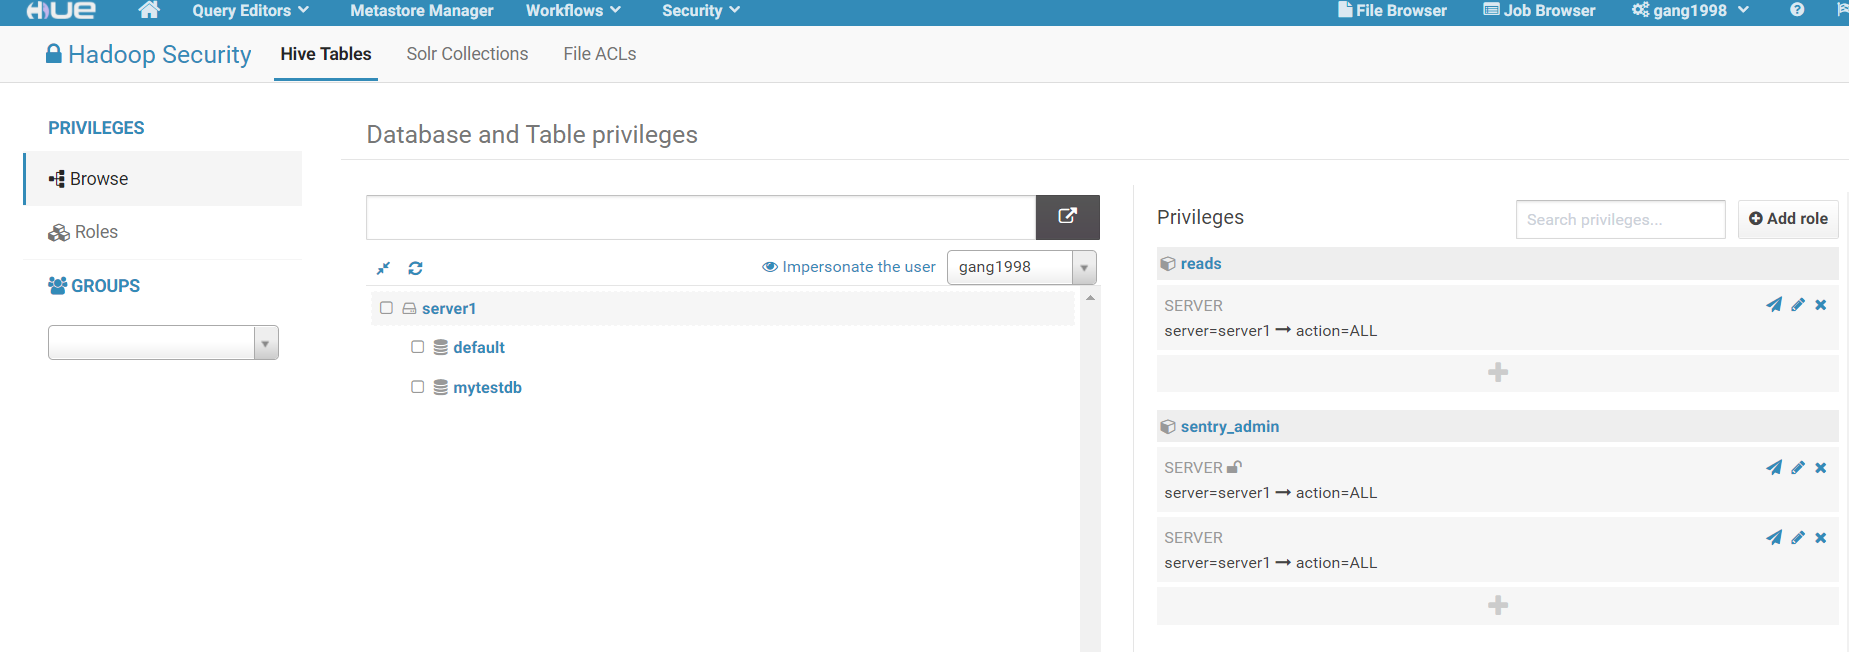 HUE Query Editors Metastore Manager Workflows Security File Browser Job Browser gang1998
Hadoop Security Hive Tables Solr Collections File ACLs
PRIVILEGES
Browse
Roles
GROUPS
Database and Table privileges
Impersonate the user gang1998
server1
default
mytestdb
Privileges Search privileges... Add role
reads
SERVER
server=server1 → action=ALL
sentry_admin
SERVER
server=server1 → action=ALL
SERVER
server=server1 → action=ALL